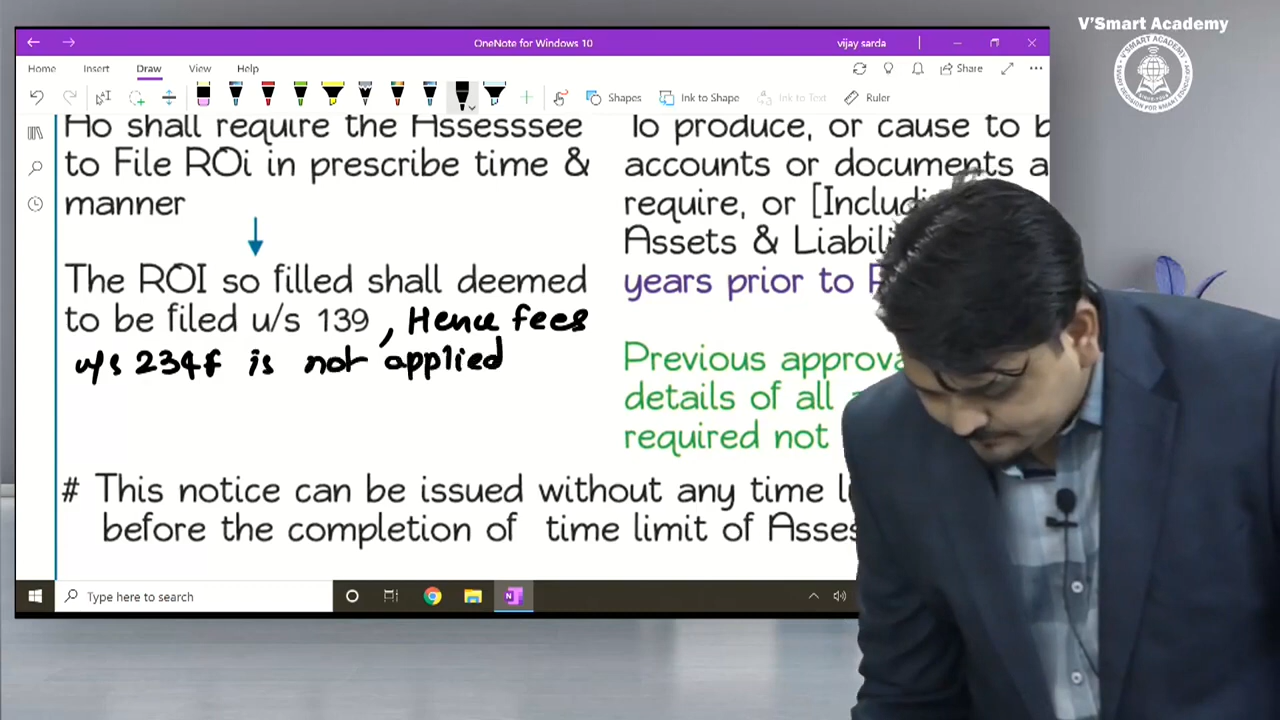 V'Smart Academy
OneNote for Windows 10
vijay sarda
Home
Insert
Draw
View
Help
Share
Shapes
Ink to Shape
Ink to Text
Ruler
Ao shall require the Assesssee
to File ROi in prescribe time &
manner
The ROI so filled shall deemed
to be filed u/s 139 , Hence fees
u/s 234f is not applied
To produce, or cause to b
accounts or documents a
require, or [Includi
Assets & Liabili
years prior to P
Previous approva
details of all a
required not
# This notice can be issued without any time l
before the completion of time limit of Asses
Type here to search